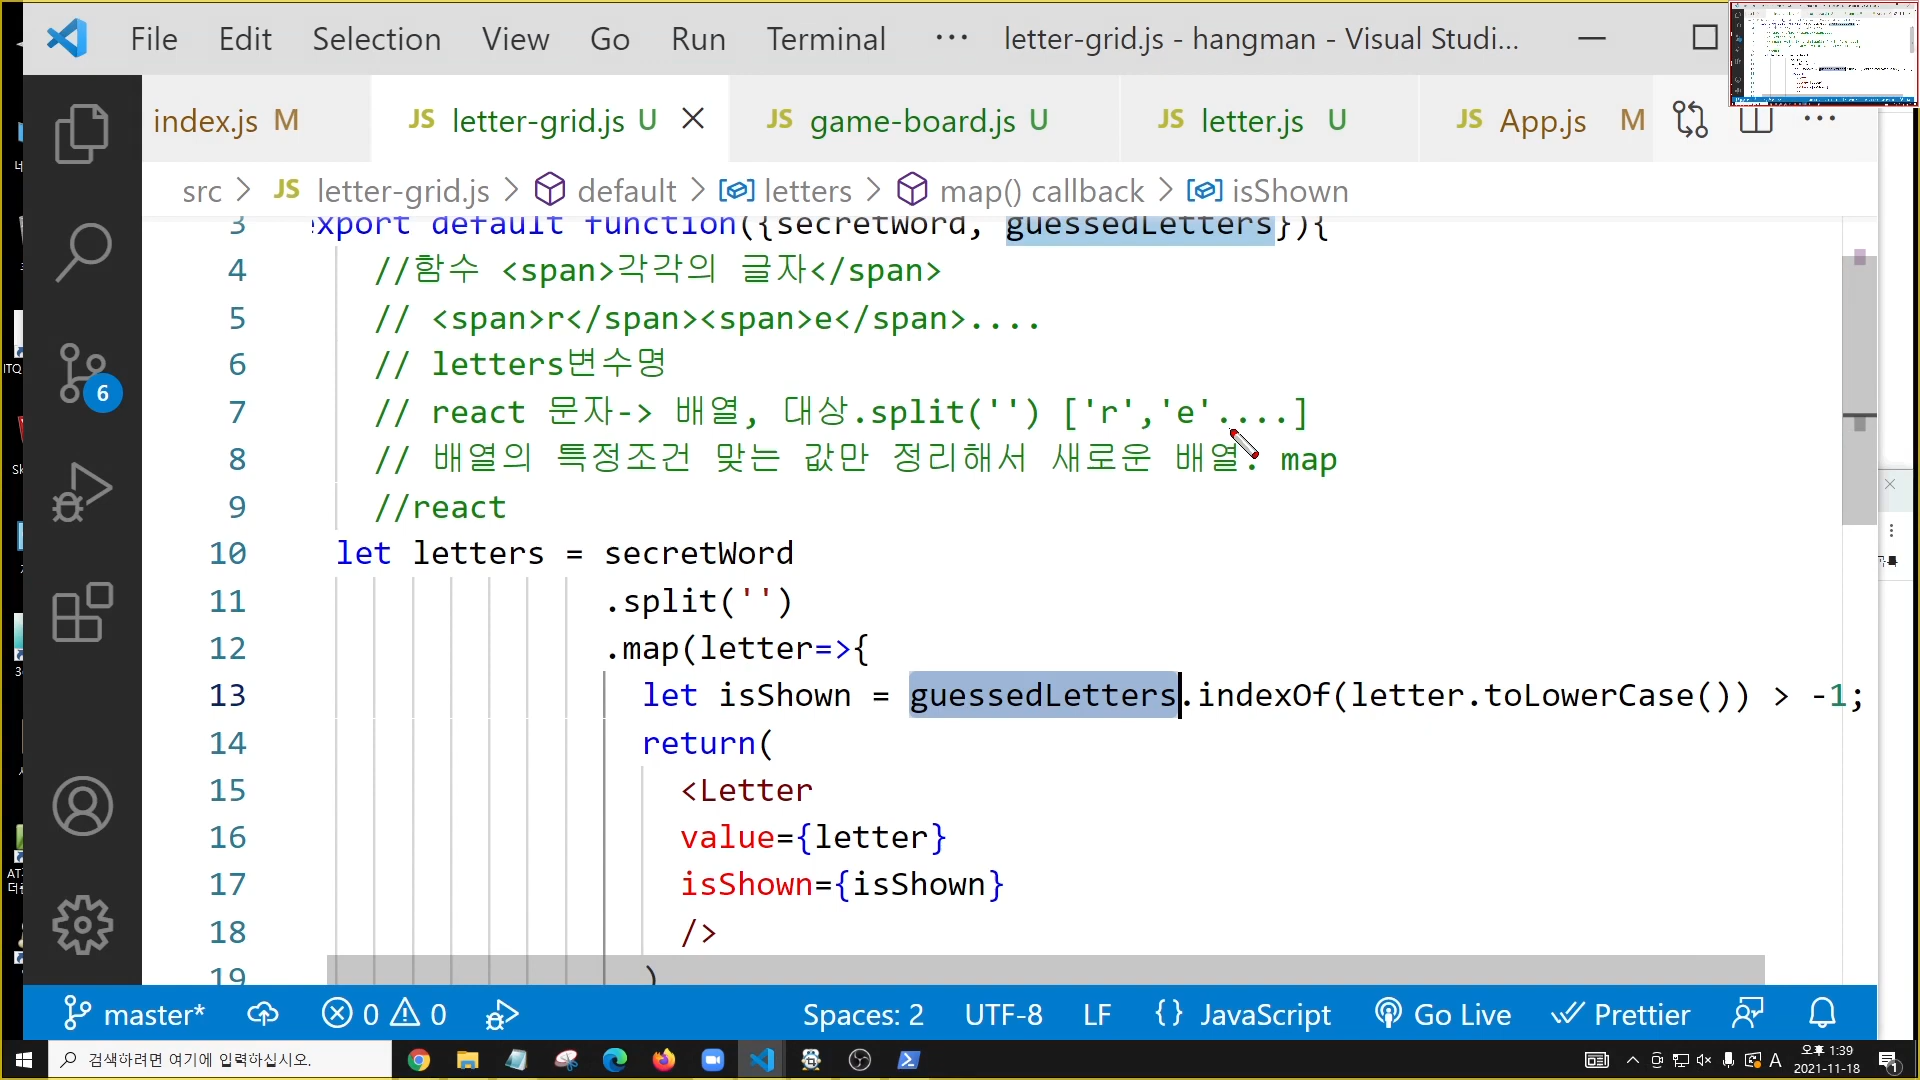 File Edit Selection View Go Run Terminal ··· letter-grid.js - hangman - Visual Studi...
index.js M
JS letter-grid.js U
JS game-board.js U
JS letter.js U
JS App.js M
src > JS letter-grid.js > default > letters > map() callback > isShown
3 export default function({secretWord, guessedLetters}){
4 //함수 <span>각각의 글자</span>
5 // <span>r</span><span>e</span>....
6 // letters변수명
7 // react 문자-> 배열, 대상.split('') ['r','e'....]
8 // 배열의 특정조건 맞는 값만 정리해서 새로운 배열: map
9 //react
10 let letters = secretWord
11 .split('')
12 .map(letter=>{
13 let isShown = guessedLetters.indexOf(letter.toLowerCase()) > -1;
14 return(
15 <Letter
16 value={letter}
17 isShown={isShown}
18 />
19 )
6
ITQ
master* 0 0 Spaces: 2 UTF-8 LF {} JavaScript Go Live Prettier
검색하려면 여기에 입력하십시오.
A
오후 1:39
2021-11-18
1